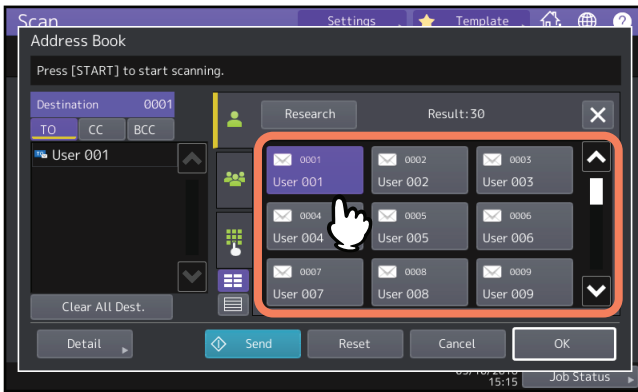 Scan
Settings
Template
Address Book
Press [START] to start scanning.
Destination 0001
TO CC BCC
User 001
Clear All Dest.
Research
Result:30
0001
User 001
0002
User 002
0003
User 003
0004
User 004
0005
User 005
0006
User 006
0007
User 007
0008
User 008
0009
User 009
Detail
Send
Reset
Cancel
OK
15:15
Job Status